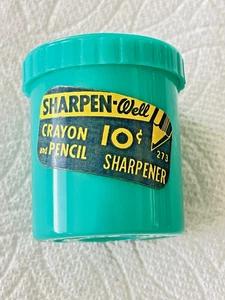 SHARPEN-Well
CRAYON
and PENCIL
10¢
SHARPENER
273